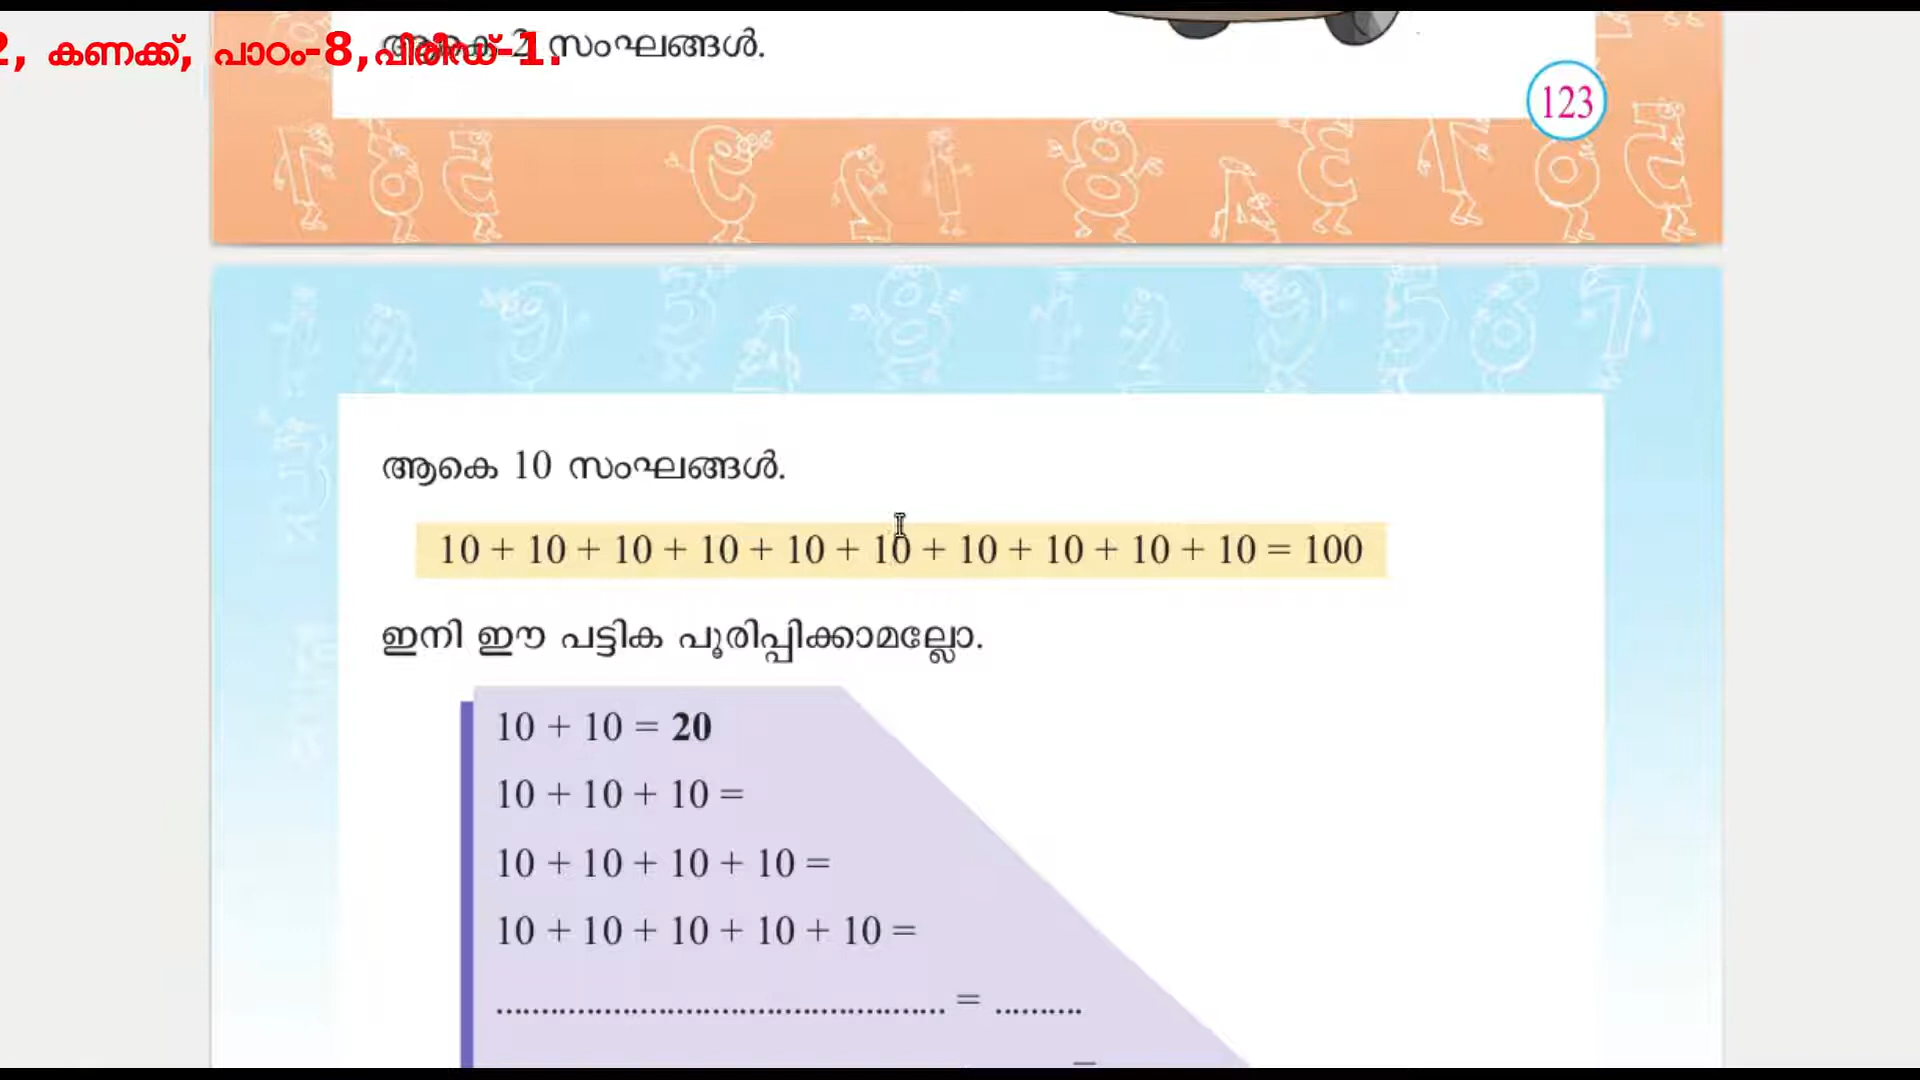 2, കണക്ക്, പാഠം-8,പിരീഡ്-1.
ആകെ 2 സംഘങ്ങൾ.
123
ആകെ 10 സംഘങ്ങൾ.
10 + 10 + 10 + 10 + 10 + 10 + 10 + 10 + 10 + 10 = 100
ഇനി ഈ പട്ടിക പൂരിപ്പിക്കാമല്ലോ.
10 + 10 = 20
10 + 10 + 10 =
10 + 10 + 10 + 10 =
10 + 10 + 10 + 10 + 10 =
.................................................. = ..........
=